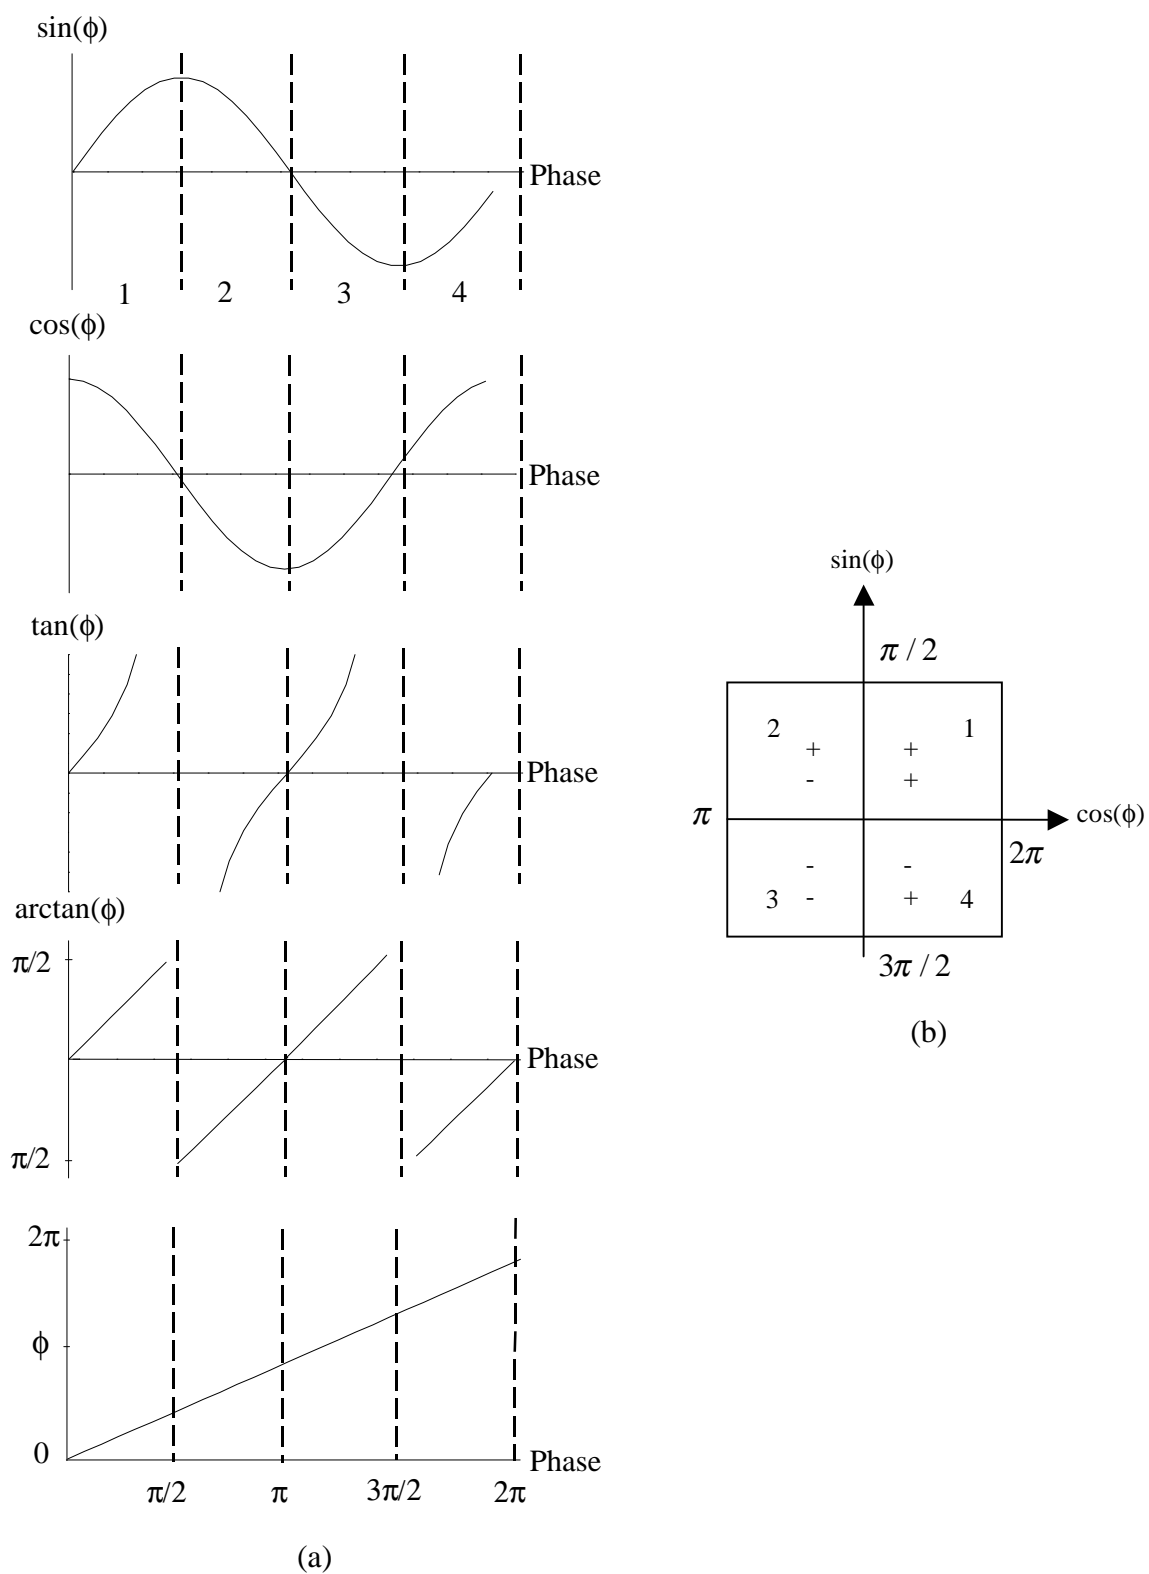 sin(ϕ)
Phase
1 2 3 4
cos(ϕ)
Phase
tan(ϕ)
Phase
arctan(ϕ)
π/2
Phase
π/2
2π
ϕ
0
Phase
π/2 π 3π/2 2π
(a)
sin(ϕ)
π / 2
2 1
+ +
- +
π
cos(ϕ)
2π
- -
3 - + 4
3π / 2
(b)